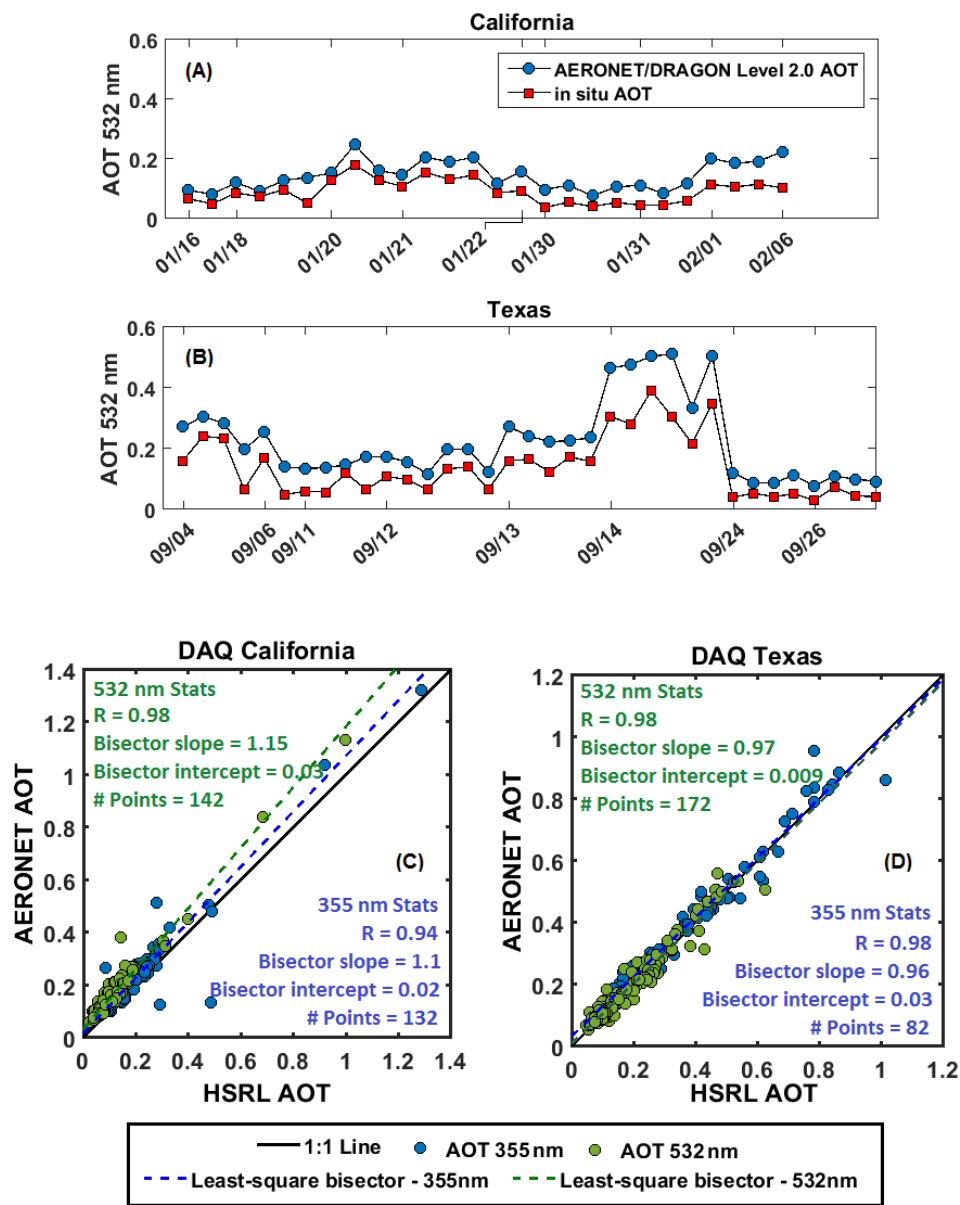 California
0.6
0.4
0.2
0
AOT 532 nm
(A)
AERONET/DRAGON Level 2.0 AOT
in situ AOT
01/16
01/18
01/20
01/21
01/22
01/30
01/31
02/01
02/06
Texas
0.6
0.4
0.2
0
AOT 532 nm
(B)
09/04
09/06
09/11
09/12
09/13
09/14
09/24
09/26
DAQ California
1.4
1.2
1
0.8
0.6
0.4
0.2
0
AERONET AOT
532 nm Stats
R = 0.98
Bisector slope = 1.15
Bisector intercept = 0.03
# Points = 142
(C)
355 nm Stats
R = 0.94
Bisector slope = 1.1
Bisector intercept = 0.02
# Points = 132
0 0.2 0.4 0.6 0.8 1 1.2 1.4
HSRL AOT
DAQ Texas
1.2
1
0.8
0.6
0.4
0.2
0
AERONET AOT
532 nm Stats
R = 0.98
Bisector slope = 0.97
Bisector intercept = 0.009
# Points = 172
(D)
355 nm Stats
R = 0.98
Bisector slope = 0.96
Bisector intercept = 0.03
# Points = 82
0 0.2 0.4 0.6 0.8 1 1.2
HSRL AOT
1:1 Line AOT 355nm AOT 532nm
Least-square bisector - 355nm Least-square bisector - 532nm